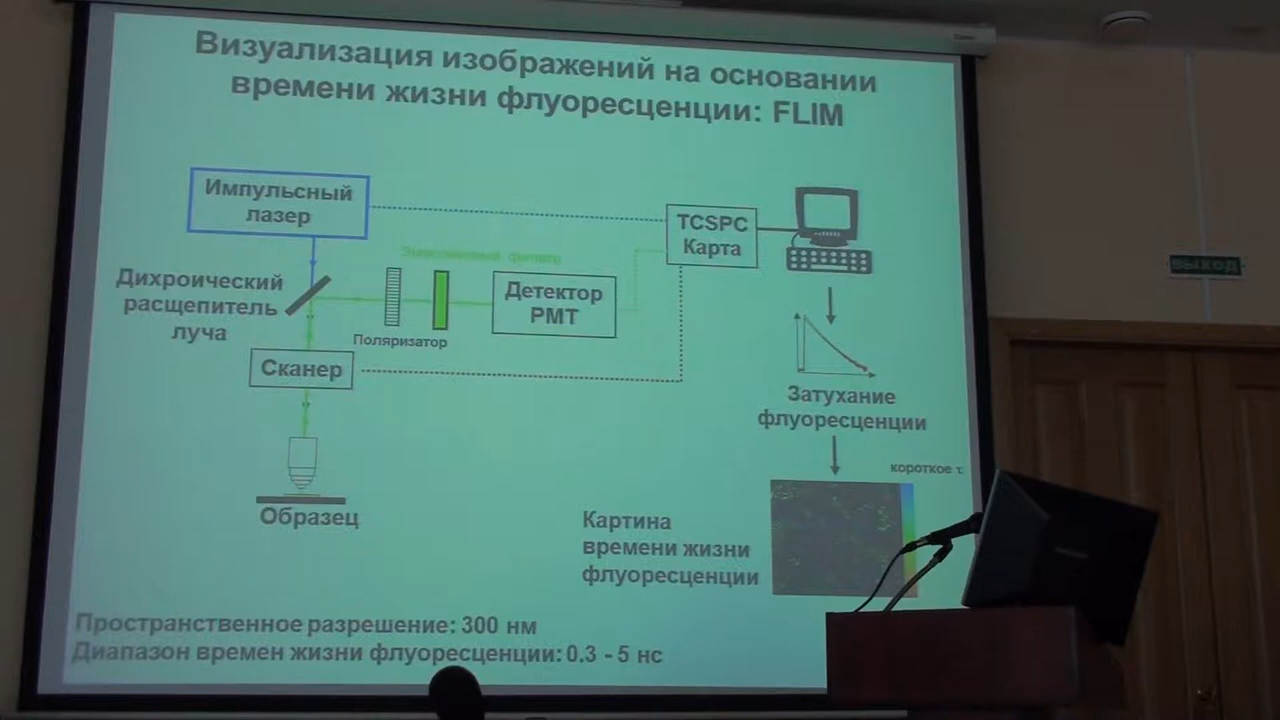 Визуализация изображений на основании
времени жизни флуоресценции: FLIM
Импульсный
лазер
TCSPC
Карта
Дихроический
расщепитель
луча
Детектор
PMT
Поляризатор
Сканер
Образец
Затухание
флуоресценции
короткое τ
Картина
времени жизни
флуоресценции
Пространственное разрешение: 300 нм
Диапазон времен жизни флуоресценции: 0.3 - 5 нс
ВЫХОД